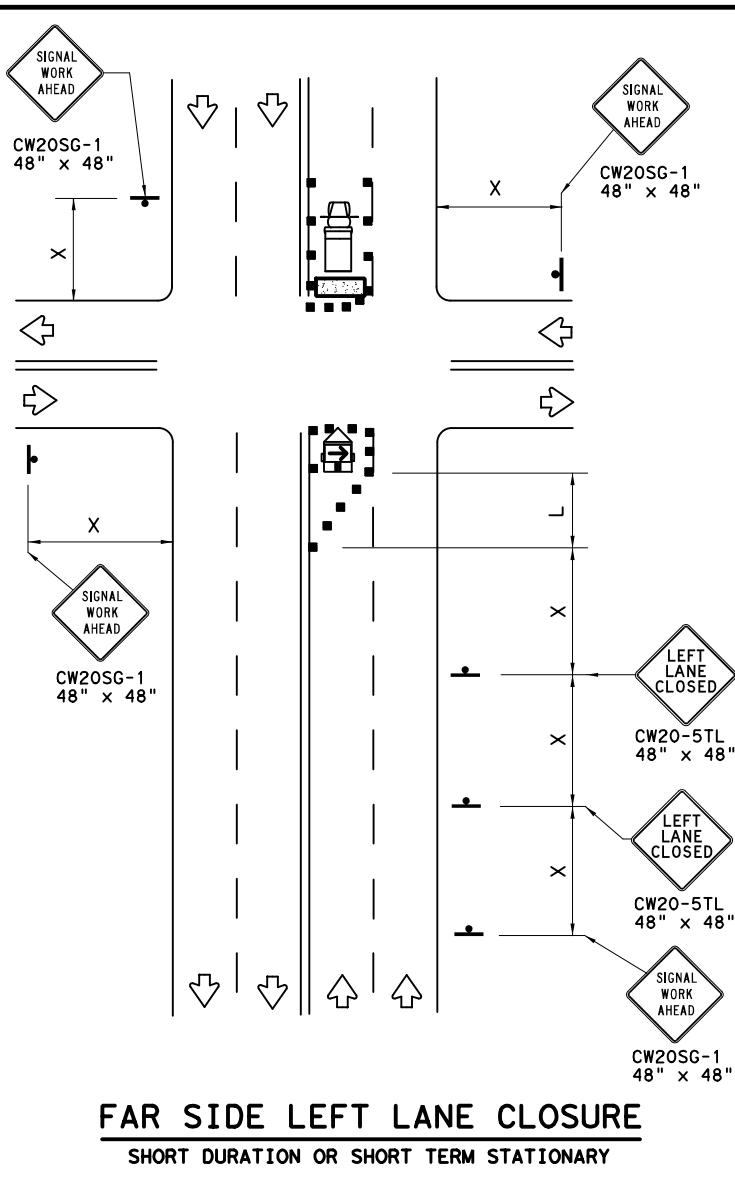 SIGNAL
WORK
AHEAD
CW20SG-1
48" x 48"
X
SIGNAL
WORK
AHEAD
CW20SG-1
48" x 48"
X
X
SIGNAL
WORK
AHEAD
CW20SG-1
48" x 48"
L
X
LEFT
LANE
CLOSED
CW20-5TL
48" x 48"
X
LEFT
LANE
CLOSED
CW20-5TL
48" x 48"
X
SIGNAL
WORK
AHEAD
CW20SG-1
48" x 48"
FAR SIDE LEFT LANE CLOSURE
SHORT DURATION OR SHORT TERM STATIONARY